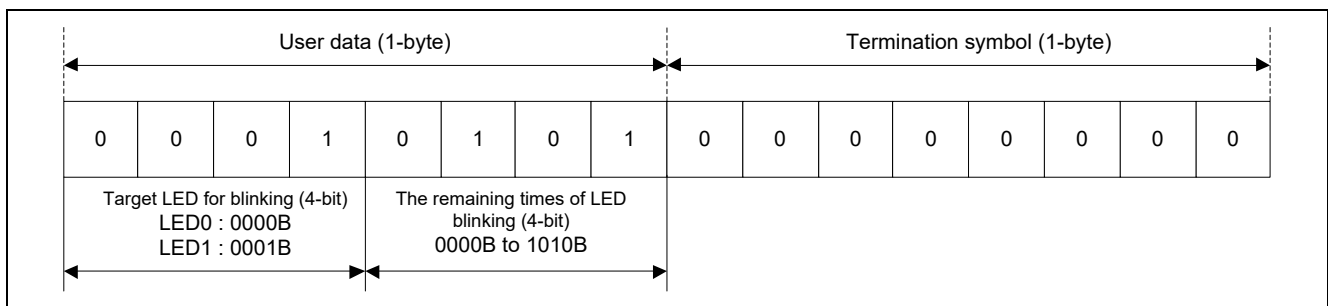 User data (1-byte) Termination symbol (1-byte)
0 0 0 1 0 1 0 1 0 0 0 0 0 0 0 0
Target LED for blinking (4-bit)
LED0 : 0000B
LED1 : 0001B
The remaining times of LED
blinking (4-bit)
0000B to 1010B